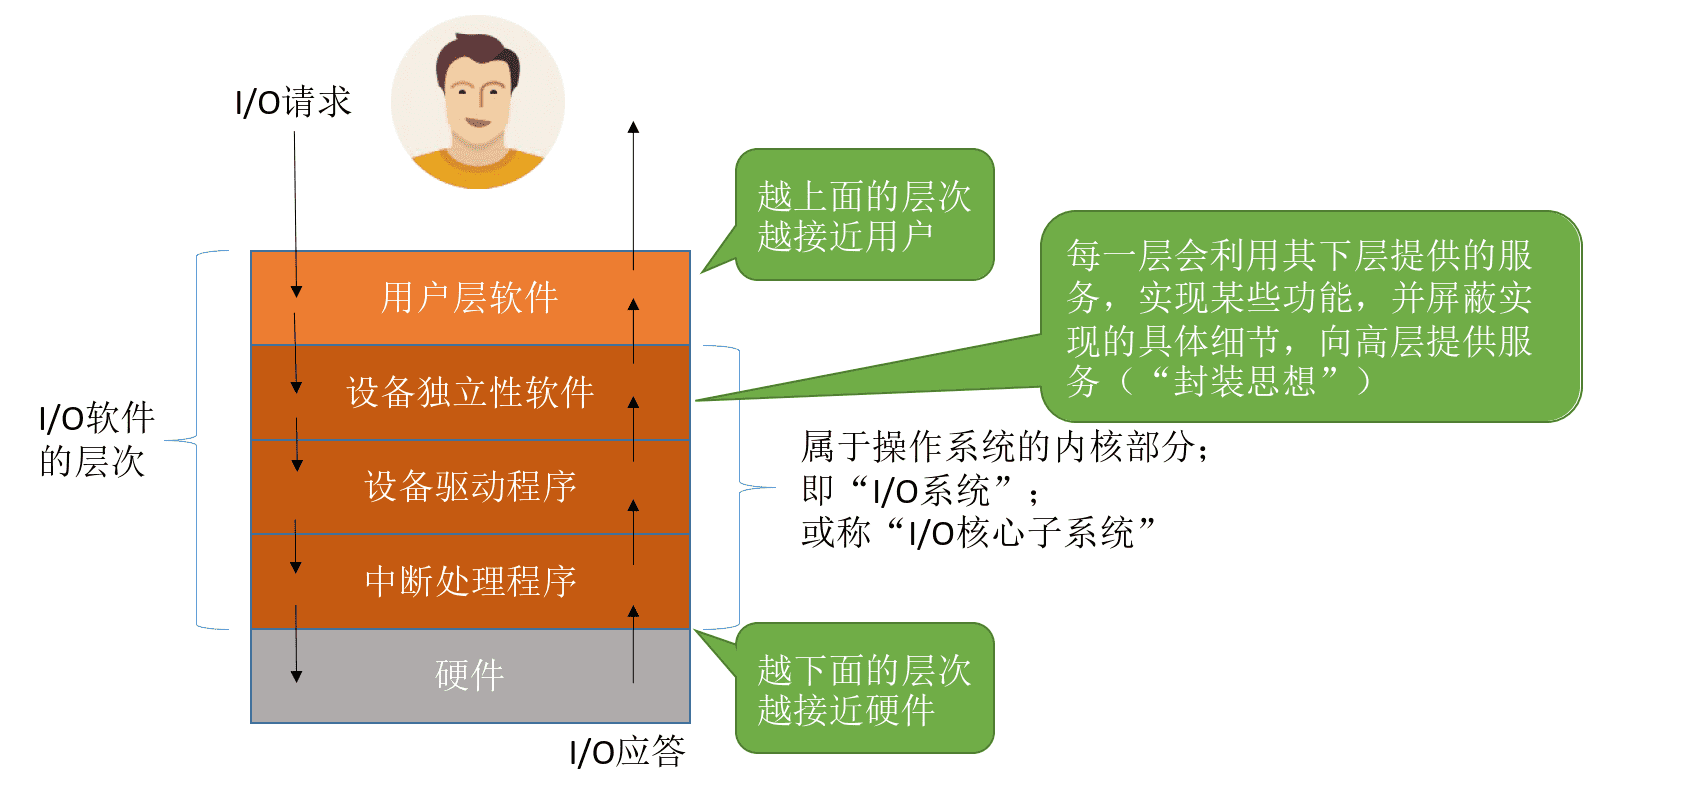 I/O请求
越上面的层次
越接近用户
每一层会利用其下层提供的服
务，实现某些功能，并屏蔽实
现的具体细节，向高层提供服
务（“封装思想”）
用户层软件
设备独立性软件
I/O软件
的层次
属于操作系统的内核部分；
即“I/O系统”；
或称“I/O核心子系统”
设备驱动程序
中断处理程序
硬件
越下面的层次
越接近硬件
I/O应答